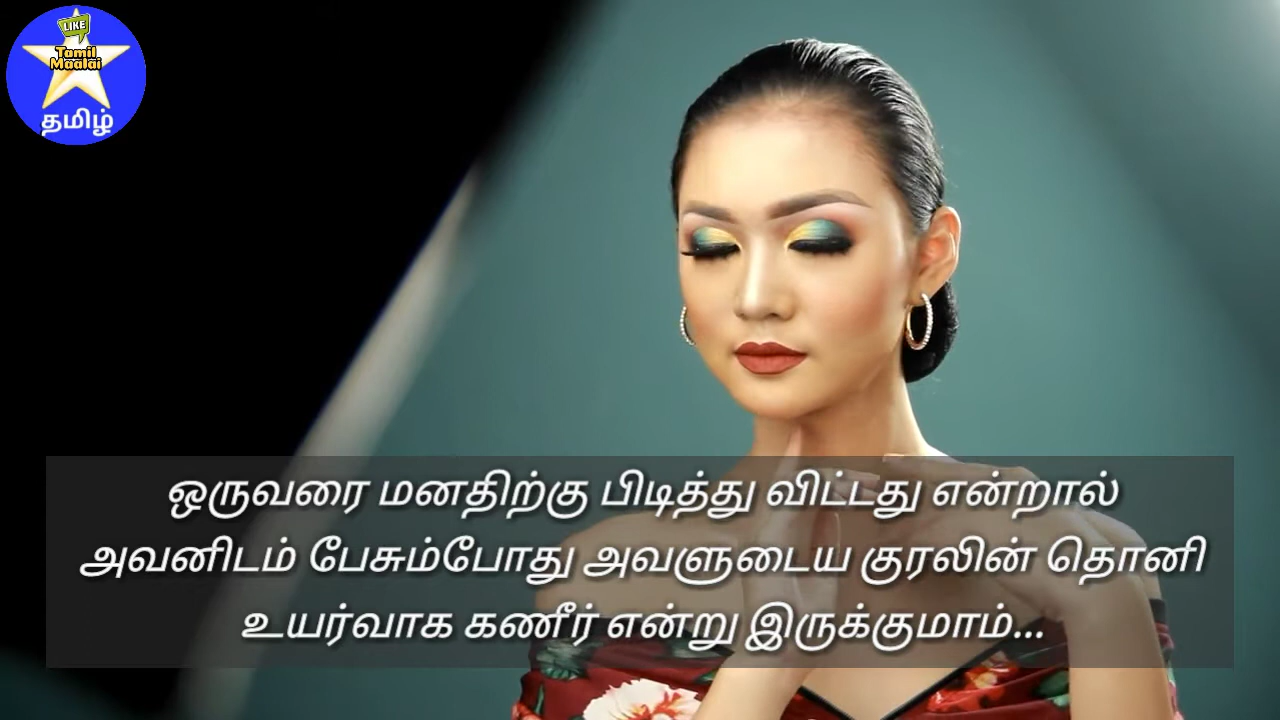 LIKE
Tamil
Maalai
தமிழ்
ஒருவரை மனதிற்கு பிடித்து விட்டது என்றால்
அவனிடம் பேசும்போது அவளுடைய குரலின் தொனி
உயர்வாக கணீர் என்று இருக்குமாம்...